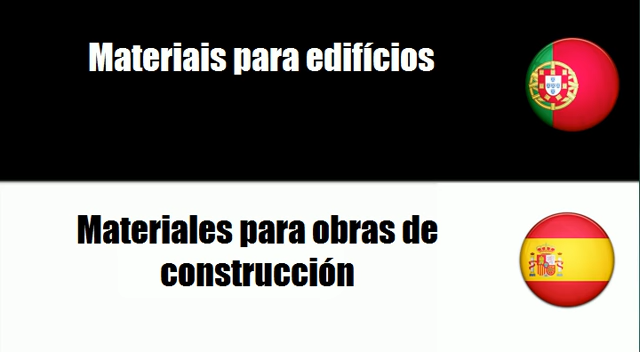 Materiais para edifícios
Materiales para obras de
construcción